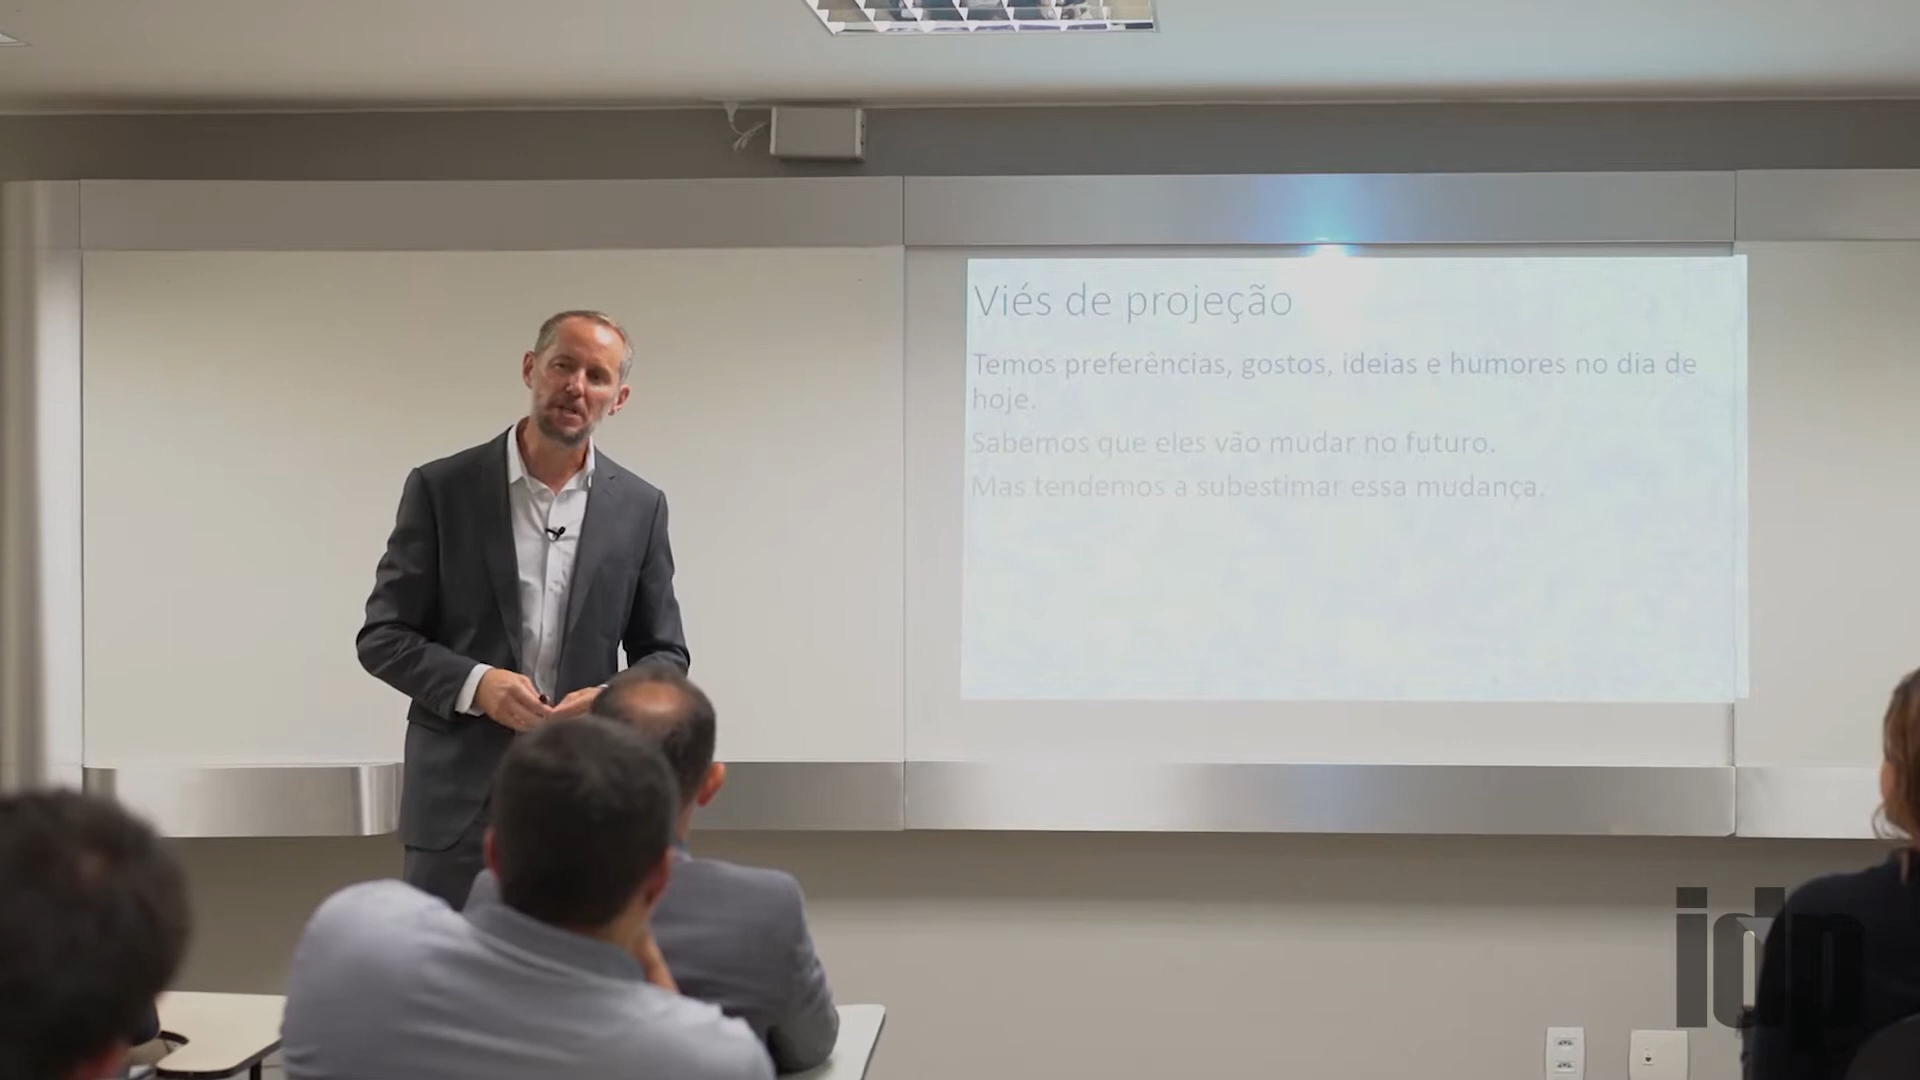 Viés de projeção
Temos preferências, gostos, ideias e humores no dia de
hoje.
Sabemos que eles vão mudar no futuro.
Mas tendemos a subestimar essa mudança.
idp